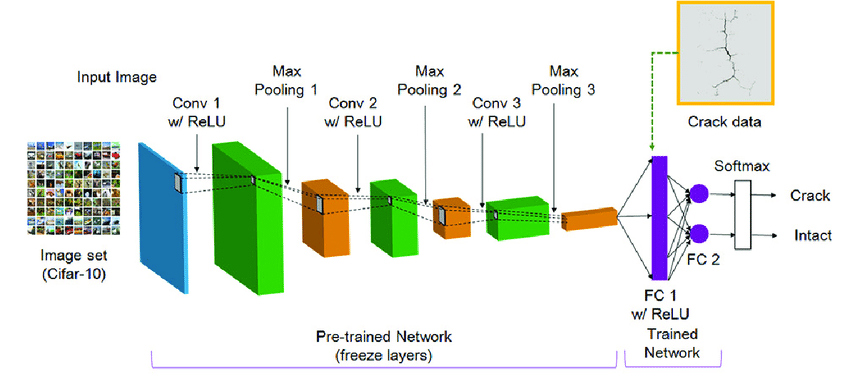 Input Image
Conv 1
w/ ReLU
Max
Pooling 1
Conv 2
w/ ReLU
Max
Pooling 2
Conv 3
w/ ReLU
Max
Pooling 3
Crack data
Image set
(Cifar-10)
Softmax
Crack
Intact
FC 2
FC 1
w/ ReLU
Trained
Network
Pre-trained Network
(freeze layers)